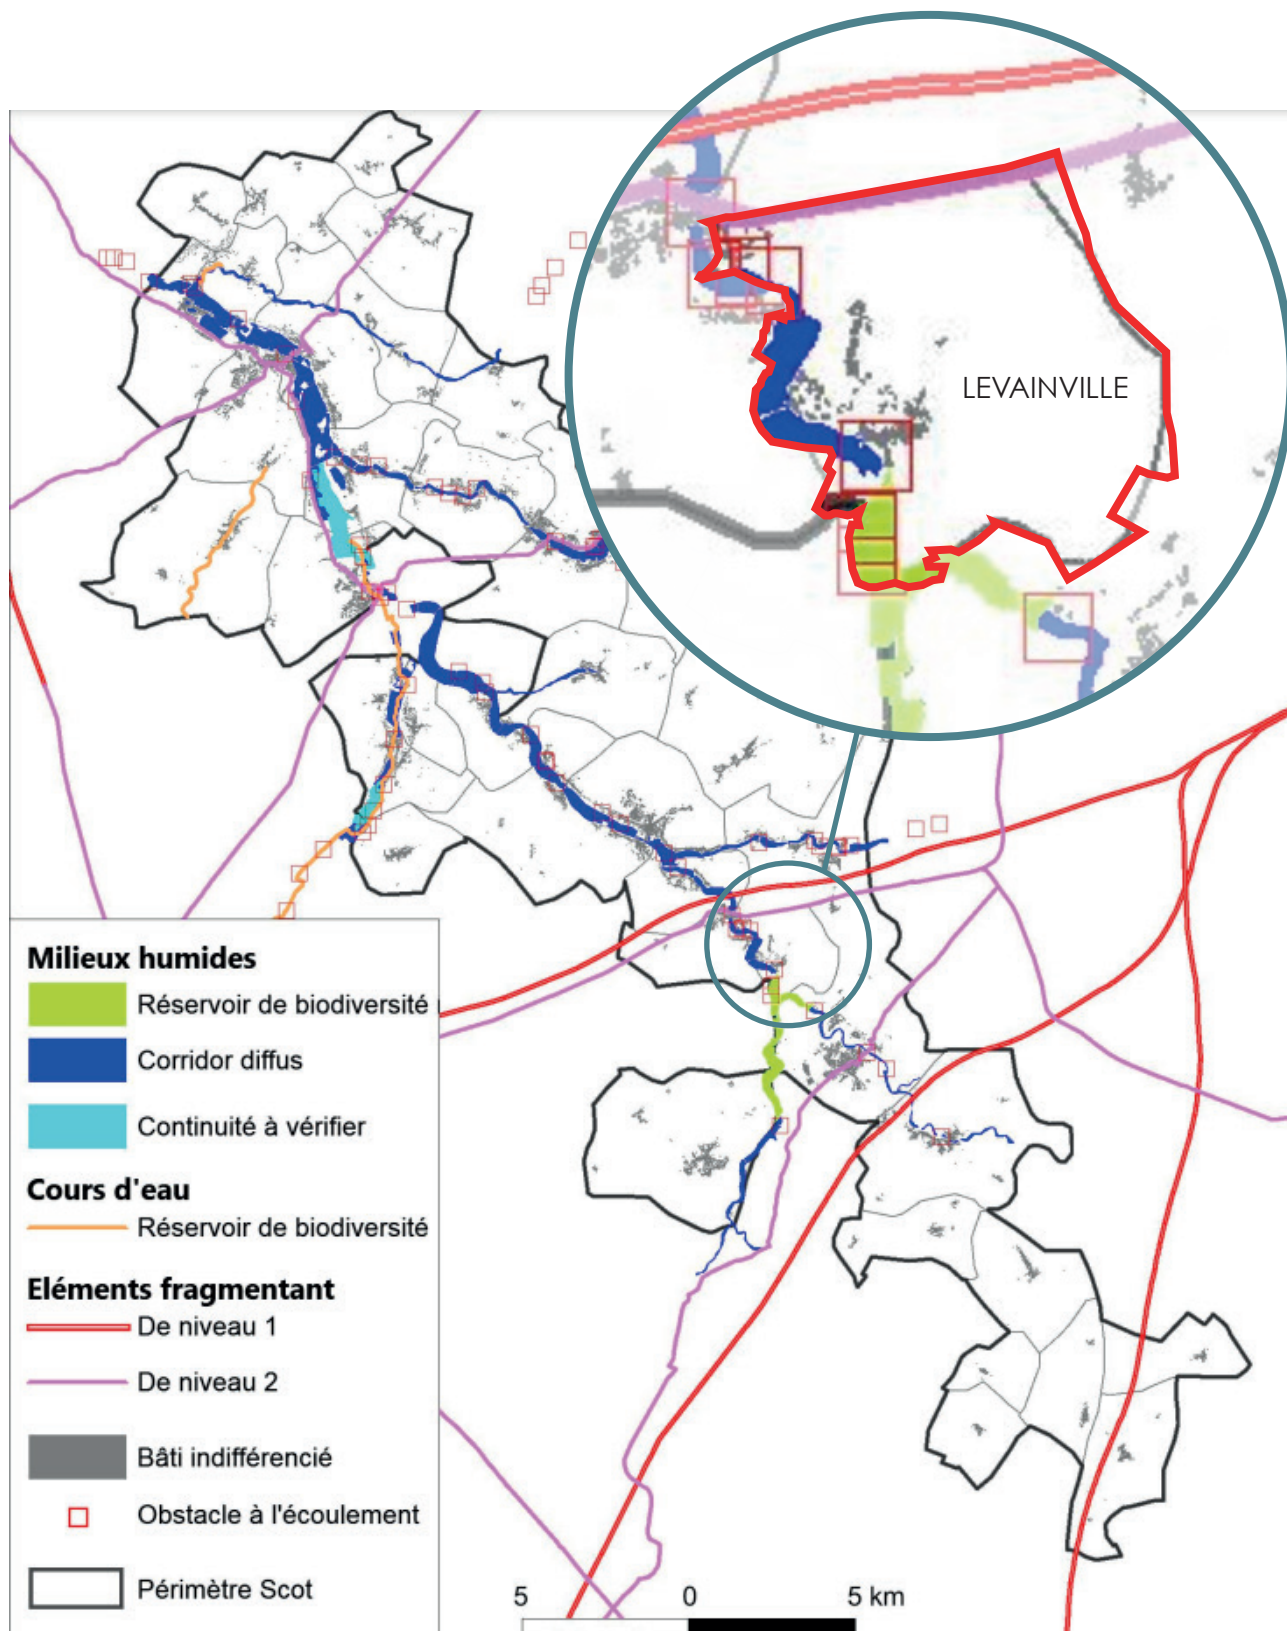 LEVAINVILLE
Milieux humides
Réservoir de biodiversité
Corridor diffus
Continuité à vérifier
Cours d'eau
Réservoir de biodiversité
Eléments fragmentant
De niveau 1
De niveau 2
Bâti indifférencié
Obstacle à l'écoulement
Périmètre Scot
5 0 5 km